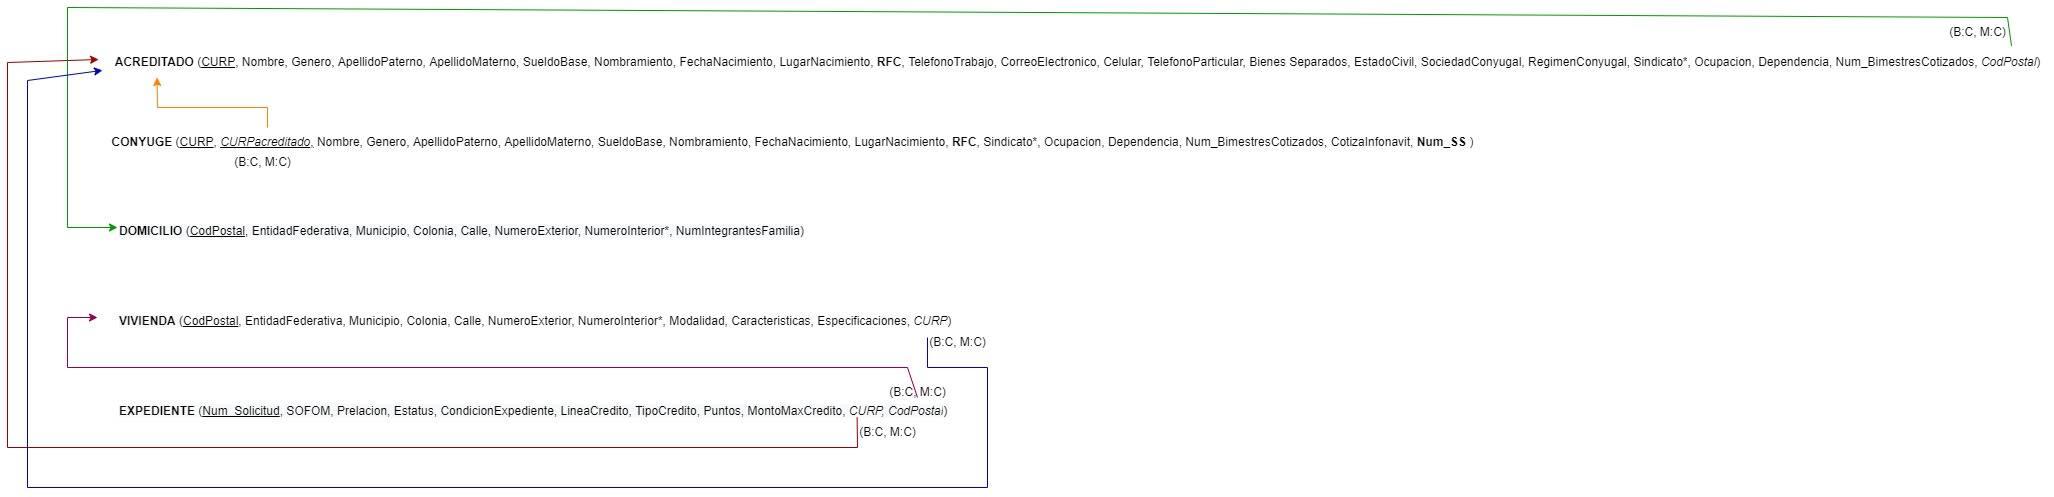 (B:C, M:C)
ACREDITADO (CURP, Nombre, Genero, ApellidoPaterno, ApellidoMaterno, SueldoBase, Nombramiento, FechaNacimiento, LugarNacimiento, RFC, TelefonoTrabajo, CorreoElectronico, Celular, TelefonoParticular, Bienes Separados, EstadoCivil, SociedadConyugal, RegimenConyugal, Sindicato*, Ocupacion, Dependencia, Num_BimestresCotizados, CodPostal)
CONYUGE (CURP, CURPacreditado, Nombre, Genero, ApellidoPaterno, ApellidoMaterno, SueldoBase, Nombramiento, FechaNacimiento, LugarNacimiento, RFC, Sindicato*, Ocupacion, Dependencia, Num_BimestresCotizados, CotizaInfonavit, Num_SS )
(B:C, M:C)
DOMICILIO (CodPostal, EntidadFederativa, Municipio, Colonia, Calle, NumeroExterior, NumeroInterior*, NumIntegrantesFamilia)
VIVIENDA (CodPostal, EntidadFederativa, Municipio, Colonia, Calle, NumeroExterior, NumeroInterior*, Modalidad, Caracteristicas, Especificaciones, CURP)
(B:C, M:C)
(B:C, M:C)
EXPEDIENTE (Num_Solicitud, SOFOM, Prelacion, Estatus, CondicionExpediente, LineaCredito, TipoCredito, Puntos, MontoMaxCredito, CURP, CodPostal)
(B:C, M:C)